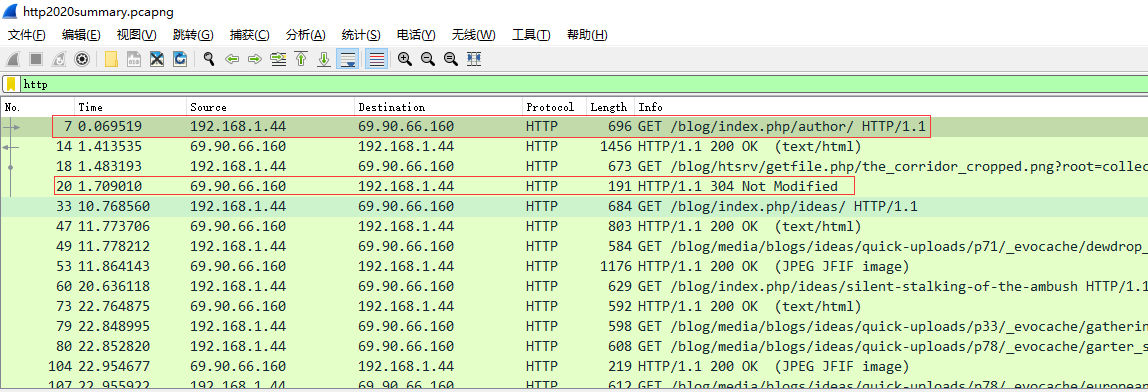 http2020summary.pcapng
文件(F) 编辑(E) 视图(V) 跳转(G) 捕获(C) 分析(A) 统计(S) 电话(Y) 无线(W) 工具(T) 帮助(H)
http
No. Time Source Destination Protocol Length Info
7 0.069519 192.168.1.44 69.90.66.160 HTTP 696 GET /blog/index.php/author/ HTTP/1.1
14 1.413535 69.90.66.160 192.168.1.44 HTTP 1456 HTTP/1.1 200 OK (text/html)
18 1.483193 192.168.1.44 69.90.66.160 HTTP 673 GET /blog/htsrv/getfile.php/the_corridor_cropped.png?root=collec
20 1.709010 69.90.66.160 192.168.1.44 HTTP 191 HTTP/1.1 304 Not Modified
33 10.768560 192.168.1.44 69.90.66.160 HTTP 684 GET /blog/index.php/ideas/ HTTP/1.1
47 11.773706 69.90.66.160 192.168.1.44 HTTP 803 HTTP/1.1 200 OK (text/html)
49 11.778212 192.168.1.44 69.90.66.160 HTTP 584 GET /blog/media/blogs/ideas/quick-uploads/p71/_evocache/dewdrop_
53 11.864143 69.90.66.160 192.168.1.44 HTTP 1176 HTTP/1.1 200 OK (JPEG JFIF image)
60 20.636118 192.168.1.44 69.90.66.160 HTTP 629 GET /blog/index.php/ideas/silent-stalking-of-the-ambush HTTP/1.1
73 22.764875 69.90.66.160 192.168.1.44 HTTP 592 HTTP/1.1 200 OK (text/html)
79 22.848995 192.168.1.44 69.90.66.160 HTTP 598 GET /blog/media/blogs/ideas/quick-uploads/p33/_evocache/gatherin
80 22.852820 192.168.1.44 69.90.66.160 HTTP 608 GET /blog/media/blogs/ideas/quick-uploads/p78/_evocache/garter_s
104 22.954677 69.90.66.160 192.168.1.44 HTTP 219 HTTP/1.1 200 OK (JPEG JFIF image)
107 22.955922 192.168.1.44 69.90.66.160 HTTP 612 GET /blog/media/blogs/ideas/quick-uploads/p78/_evocache/european